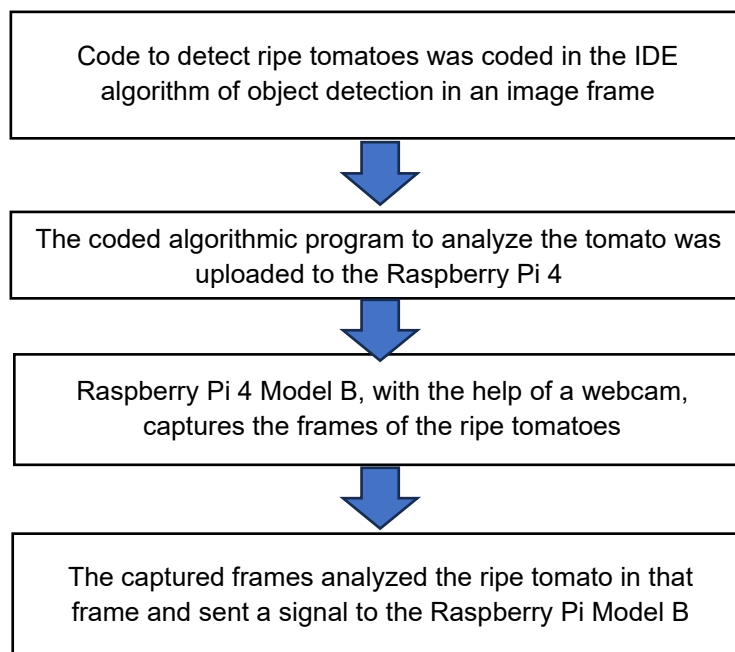 Code to detect ripe tomatoes was coded in the IDE
algorithm of object detection in an image frame
The coded algorithmic program to analyze the tomato was
uploaded to the Raspberry Pi 4
Raspberry Pi 4 Model B, with the help of a webcam,
captures the frames of the ripe tomatoes
The captured frames analyzed the ripe tomato in that
frame and sent a signal to the Raspberry Pi Model B